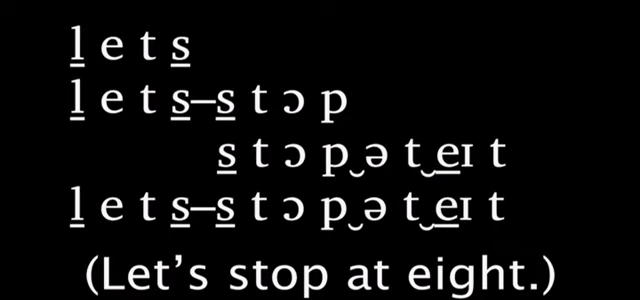 l e t s
l e t s–s t ɔ p
s t ɔ p‿ə t‿eɪ t
l e t s–s t ɔ p‿ə t‿eɪ t
(Let’s stop at eight.)